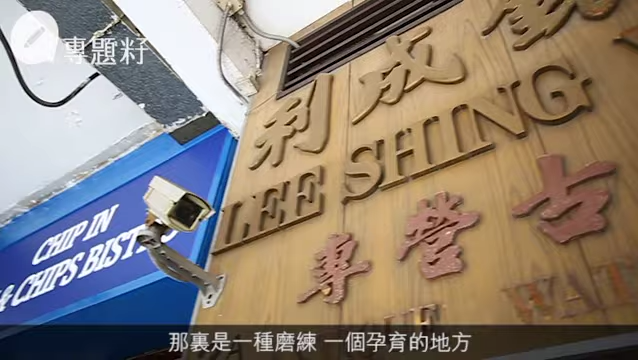 專題籽
利成
LEE SHING
專營古
CHIP IN
& CHIPS BISTRO
那裏是一種磨練 一個孕育的地方